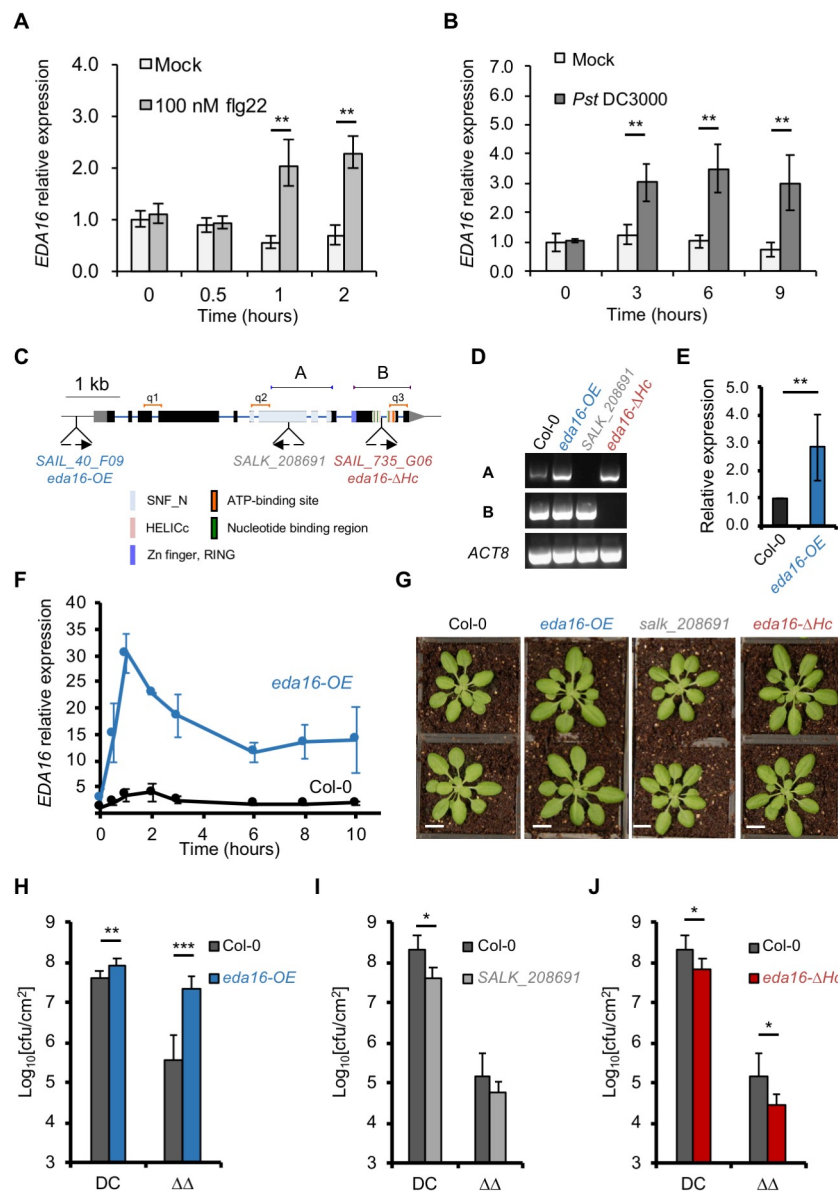 A
EDA16 relative expression
4.0
3.0
2.0
1.0
0.0
Mock
100 nM flg22
**
**
0
0.5
1
2
Time (hours)
B
EDA16 relative expression
7.0
6.0
5.0
4.0
3.0
2.0
1.0
0.0
Mock
Pst DC3000
**
**
**
0
3
6
9
Time (hours)
C
1 kb
q1
q2
A
B
q3
SAIL_40_F09
eda16-OE
SALK_208691
SAIL_735_G06
eda16-ΔHc
SNF_N
ATP-binding site
HELICc
Nucleotide binding region
Zn finger, RING
D
Col-0
eda16-OE
SALK_208691
eda16-ΔHc
A
B
ACT8
E
Relative expression
5.0
4.0
3.0
2.0
1.0
0.0
**
Col-0
eda16-OE
F
EDA16 relative expression
40
35
30
25
20
15
10
5
eda16-OE
Col-0
0
2
4
6
8
10
Time (hours)
G
Col-0
eda16-OE
salk_208691
eda16-ΔHc
H
Log10[cfu/cm²]
9
8
7
6
5
4
3
**
***
Col-0
eda16-OE
DC
ΔΔ
I
Log10[cfu/cm²]
9
8
7
6
5
4
3
*
Col-0
SALK_208691
DC
ΔΔ
J
Log10[cfu/cm²]
9
8
7
6
5
4
3
*
*
Col-0
eda16-ΔHc
DC
ΔΔ